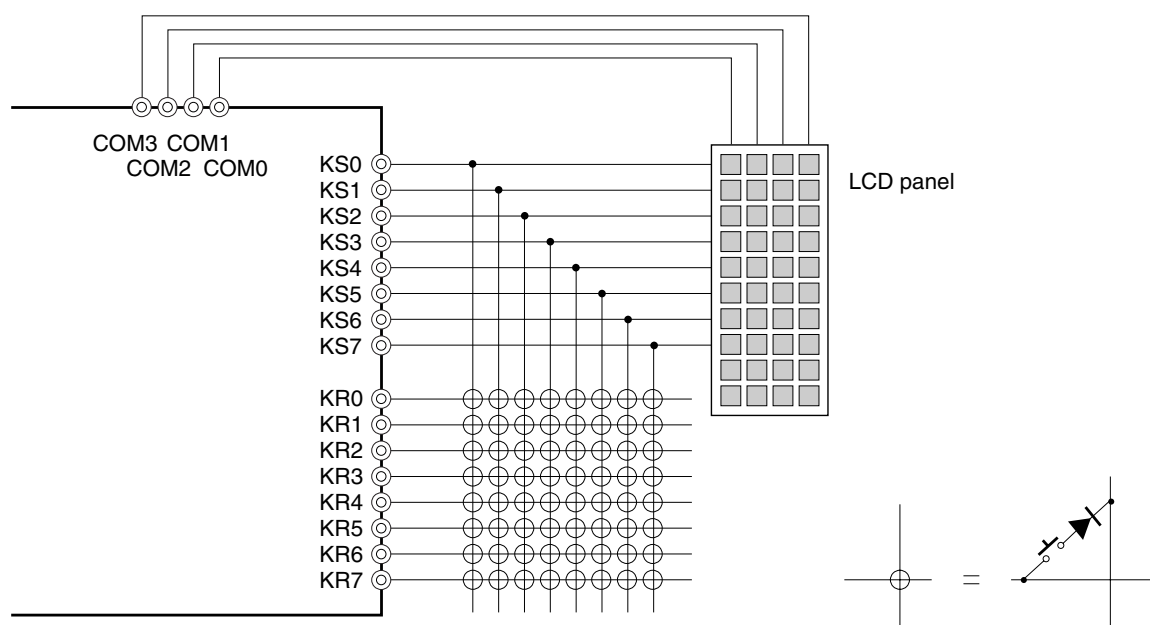 COM3 COM1
COM2 COM0
KS0
KS1
KS2
KS3
KS4
KS5
KS6
KS7
KR0
KR1
KR2
KR3
KR4
KR5
KR6
KR7
LCD panel
=